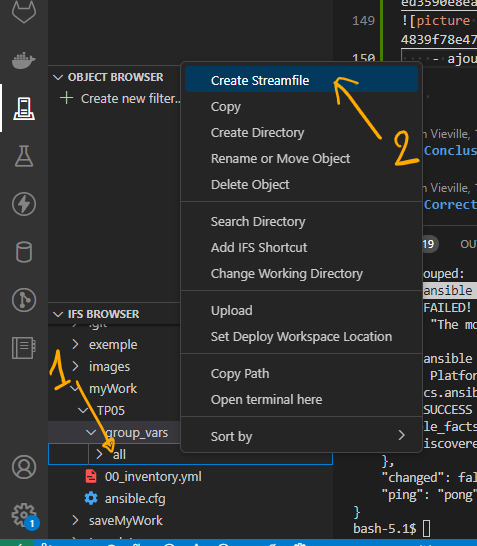 ed3590e8ea
149
![picture
4839f78e47
150
- ajou
OBJECT BROWSER
Create new filter..
Create Streamfile
Copy
Create Directory
Rename or Move Object
Delete Object
Search Directory
Add IFS Shortcut
Change Working Directory
Upload
Set Deploy Workspace Location
Copy Path
Open terminal here
Sort by
2
n Vieville, T
Conclus
n Vieville, T
Correct
19
OU
IFS BROWSER
.git
exemple
images
myWork
TP05
group_vars
all
00_inventory.yml
ansible.cfg
saveMyWork
1
1
ouped:
ansible
FAILED!
"The mo
ansible
Platfor
cs.ansib
SUCCESS
le_facts
iscovere
},
"changed": fal
"ping": "pong"
}
bash-5.1$